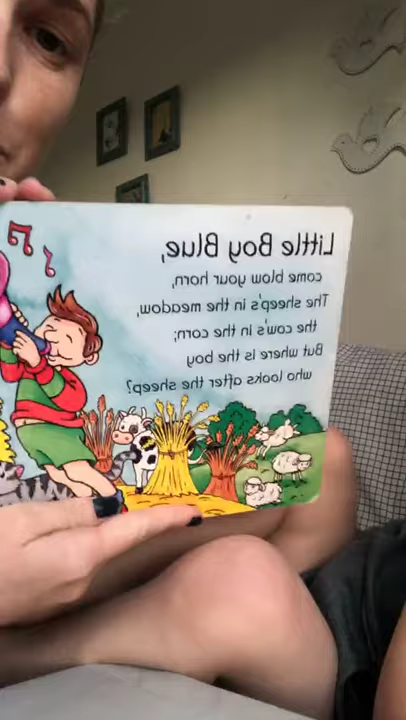 Little Boy Blue,
come blow your horn,
The sheep's in the meadow,
the cow's in the corn;
But where is the boy
who looks after the sheep?